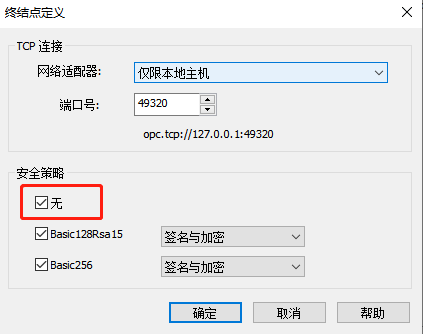 终结点定义
TCP 连接
网络适配器: 仅限本地主机
端口号: 49320
opc.tcp://127.0.0.1:49320
安全策略
无
Basic128Rsa15 签名与加密
Basic256 签名与加密
确定 取消 帮助